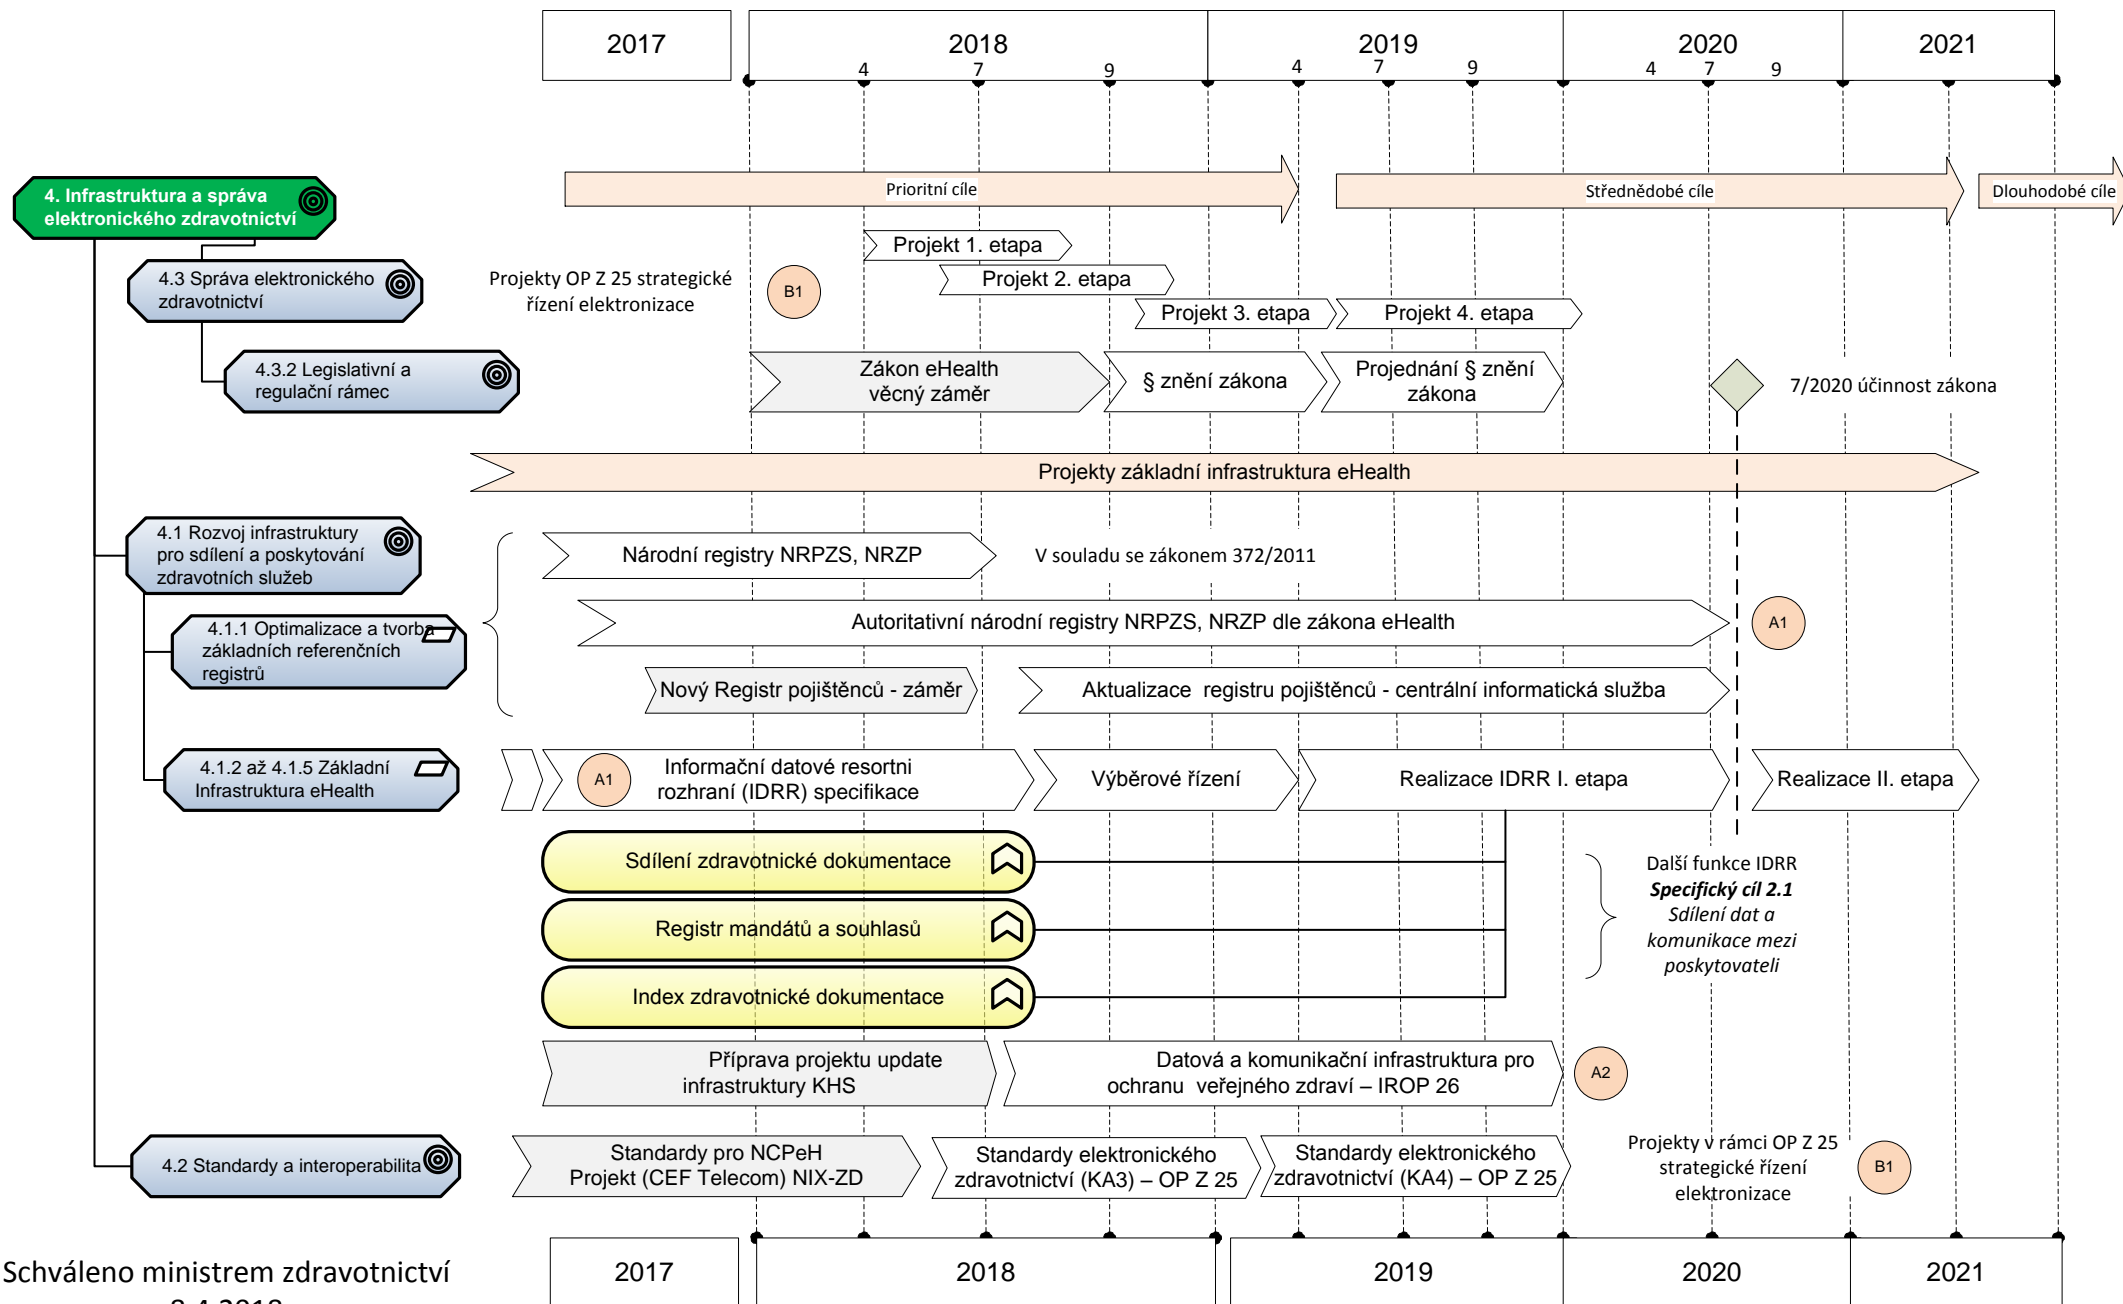 2017
2018
2019
2020
2021
4
7
9
4
7
9
4
7
9
Prioritní cíle
Střednědobé cíle
Dlouhodobé cíle
4. Infrastruktura a správa
elektronického zdravotnictví
4.3 Správa elektronického
zdravotnictví
Projekty OP Z 25 strategické
řízení elektronizace
B1
Projekt 1. etapa
Projekt 2. etapa
Projekt 3. etapa
Projekt 4. etapa
4.3.2 Legislativní a
regulační rámec
Zákon eHealth
věcný záměr
§ znění zákona
Projednání § znění
zákona
7/2020 účinnost zákona
Projekty základní infrastruktura eHealth
4.1 Rozvoj infrastruktury
pro sdílení a poskytování
zdravotních služeb
Národní registry NRPZS, NRZP
V souladu se zákonem 372/2011
4.1.1 Optimalizace a tvorba
základních referenčních
registrů
Autoritativní národní registry NRPZS, NRZP dle zákona eHealth
A1
Nový Registr pojištěnců - záměr
Aktualizace registru pojištěnců - centrální informatická služba
4.1.2 až 4.1.5 Základní
Infrastruktura eHealth
A1
Informační datové resortni
rozhraní (IDRR) specifikace
Výběrové řízení
Realizace IDRR I. etapa
Realizace II. etapa
Sdílení zdravotnické dokumentace
Registr mandátů a souhlasů
Index zdravotnické dokumentace
Další funkce IDRR
Specifický cíl 2.1
Sdílení dat a
komunikace mezi
poskytovateli
Příprava projektu update
infrastruktury KHS
Datová a komunikační infrastruktura pro
ochranu veřejného zdraví – IROP 26
A2
4.2 Standardy a interoperabilita
Standardy pro NCPeH
Projekt (CEF Telecom) NIX-ZD
Standardy elektronického
zdravotnictví (KA3) – OP Z 25
Standardy elektronického
zdravotnictví (KA4) – OP Z 25
Projekty v rámci OP Z 25
strategické řízení
elektronizace
B1
Schváleno ministrem zdravotnictví
8.4.2018
2017
2018
2019
2020
2021